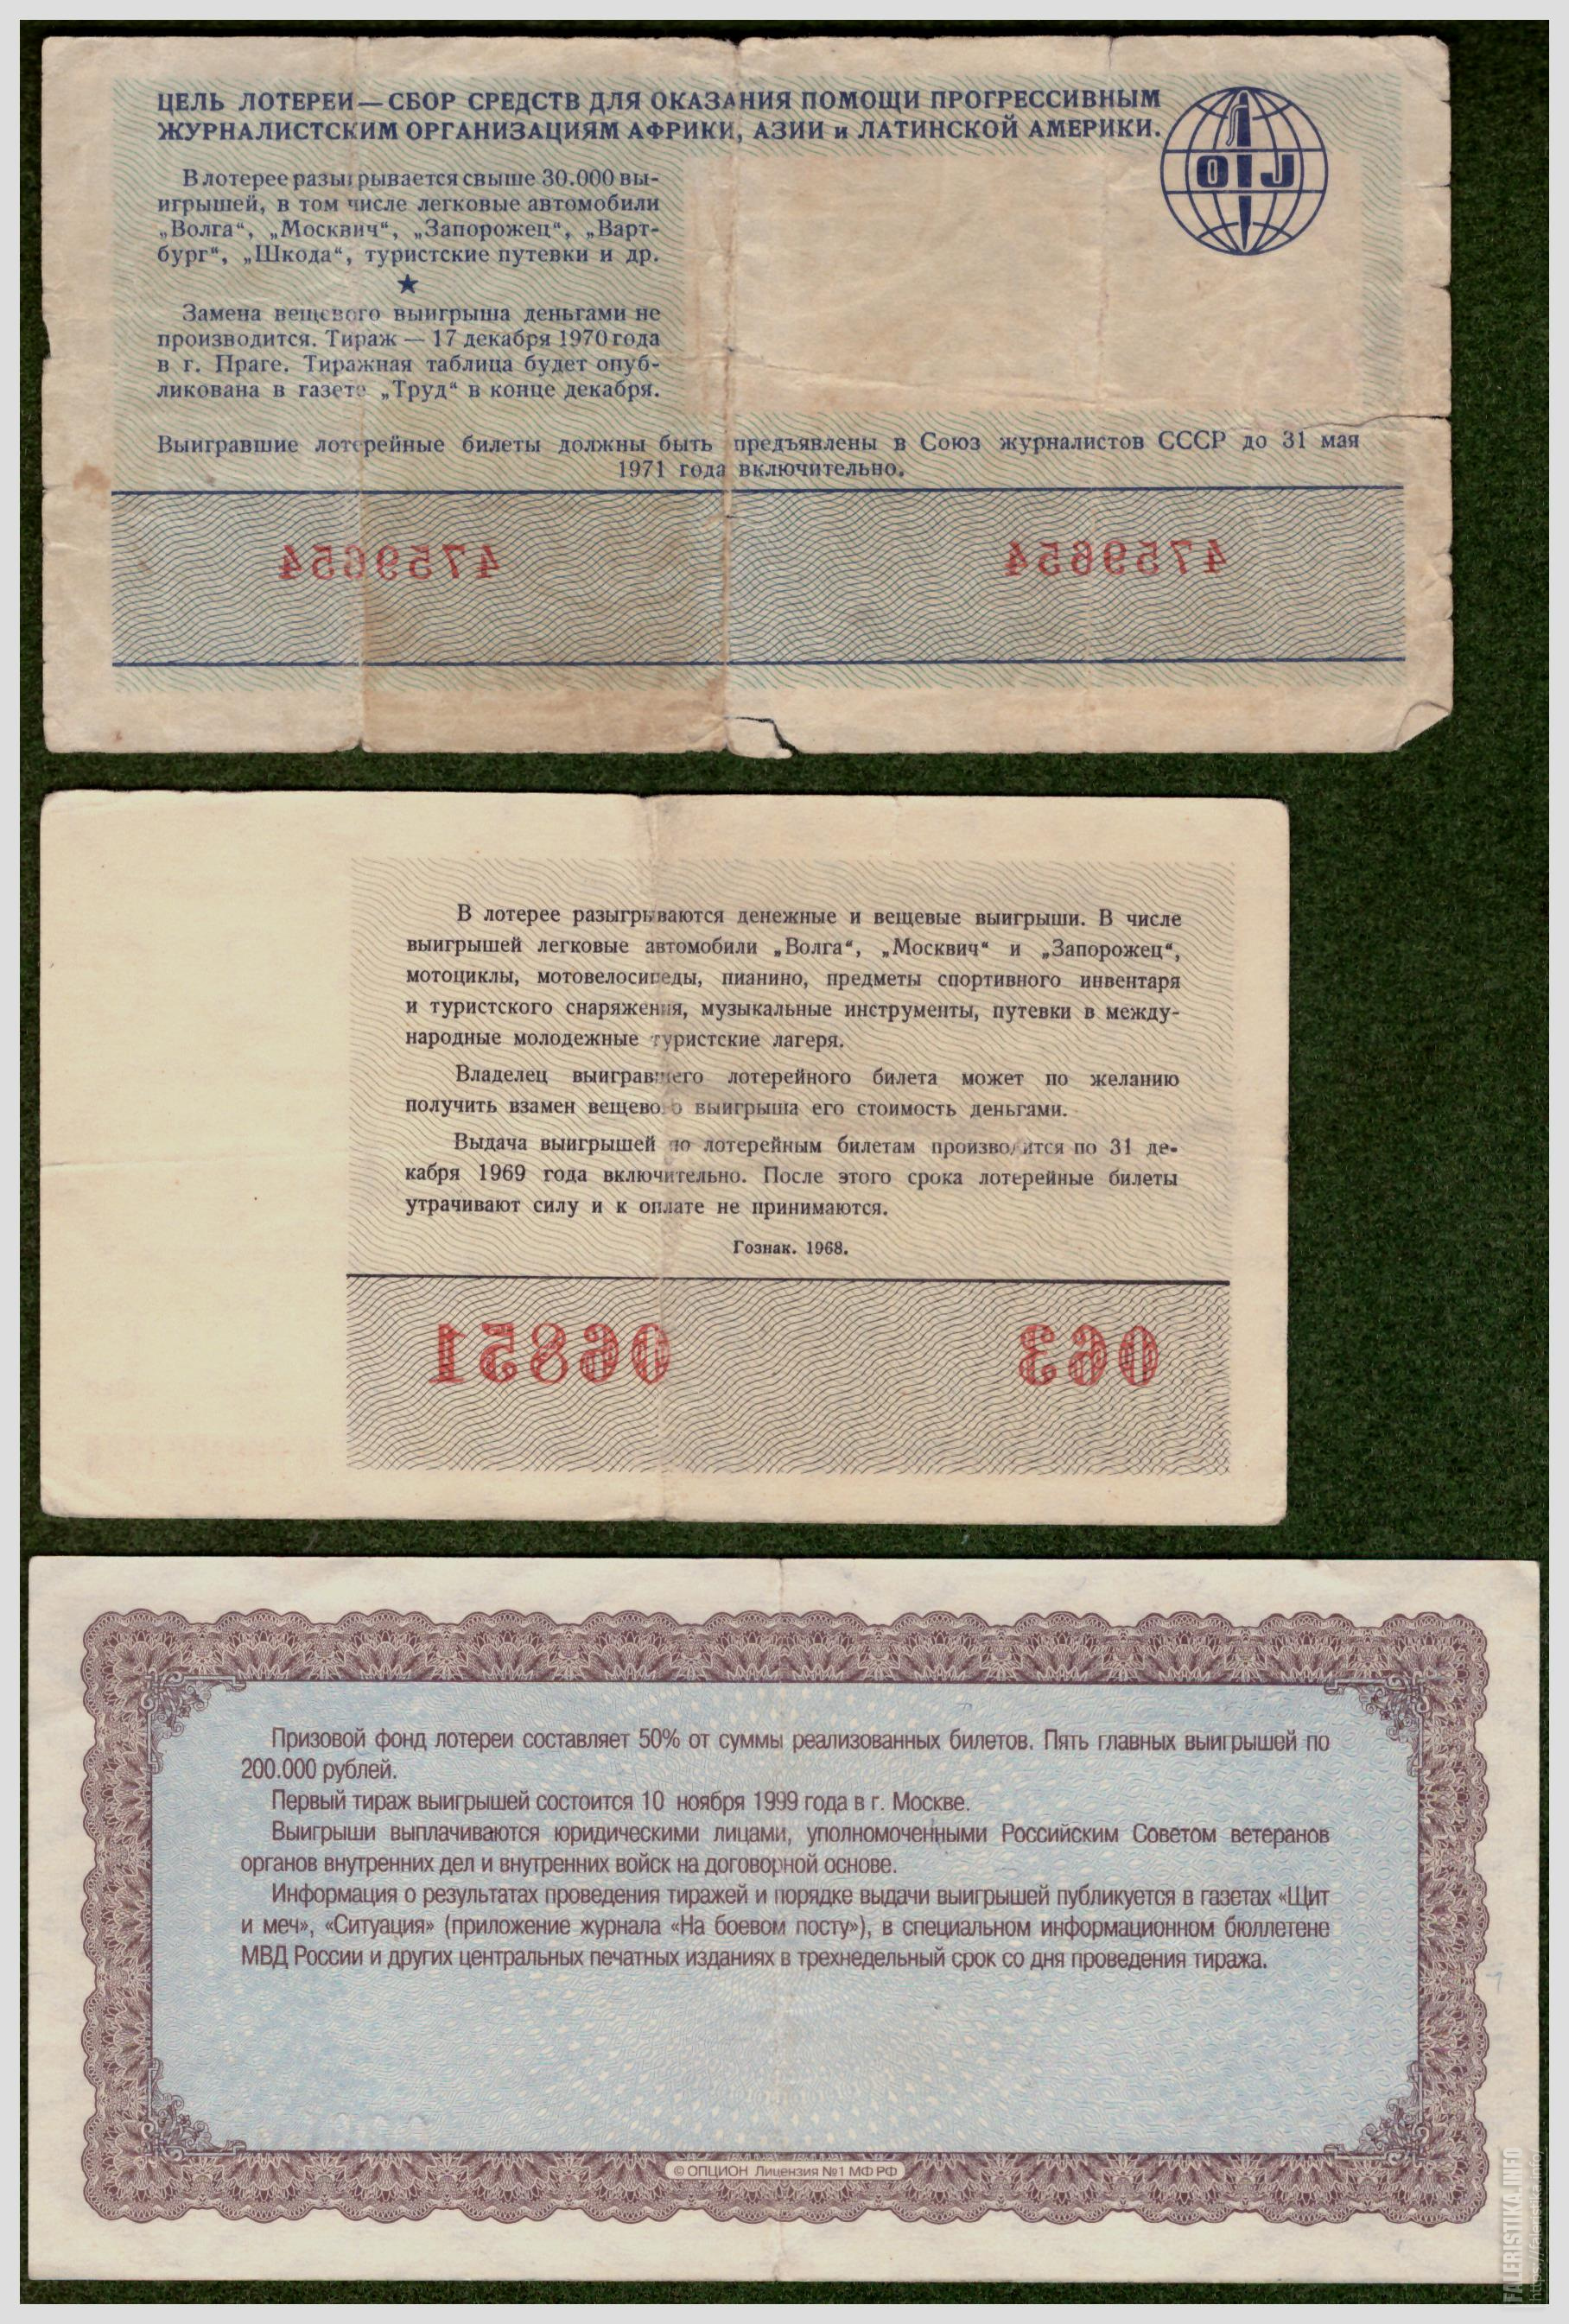 ЦЕЛЬ ЛОТЕРЕИ — СБОР СРЕДСТВ ДЛЯ ОКАЗАНИЯ ПОМОЩИ ПРОГРЕССИВНЫМ
ЖУРНАЛИСТСКИМ ОРГАНИЗАЦИЯМ АФРИКИ, АЗИИ и ЛАТИНСКОЙ АМЕРИКИ.
OIJ
В лотерее разыгрывается свыше 30.000 вы-
игрышей, в том числе легковые автомобили
„Волга“, „Москвич“, „Запорожец“, „Варт-
бург“, „Шкода“, туристские путевки и др.
★
Замена вещевого выигрыша деньгами не
производится. Тираж — 17 декабря 1970 года
в г. Праге. Тиражная таблица будет опуб-
ликована в газете „Труд“ в конце декабря.
Выигравшие лотерейные билеты должны быть предъявлены в Союз журналистов СССР до 31 мая
1971 года включительно.
4759654 4759654
В лотерее разыгрываются денежные и вещевые выигрыши. В числе
выигрышей легковые автомобили „Волга“, „Москвич“ и „Запорожец“,
мотоциклы, мотовелосипеды, пианино, предметы спортивного инвентаря
и туристского снаряжения, музыкальные инструменты, путевки в между-
народные молодежные туристские лагеря.
Владелец выигравшего лотерейного билета может по желанию
получить взамен вещевого выигрыша его стоимость деньгами.
Выдача выигрышей по лотерейным билетам производится по 31 де-
кабря 1969 года включительно. После этого срока лотерейные билеты
утрачивают силу и к оплате не принимаются.
Гознак. 1968.
06851 063
Призовой фонд лотереи составляет 50% от суммы реализованных билетов. Пять главных выигрышей по
200.000 рублей.
Первый тираж выигрышей состоится 10 ноября 1999 года в г. Москве.
Выигрыши выплачиваются юридическими лицами, уполномоченными Российским Советом ветеранов
органов внутренних дел и внутренних войск на договорной основе.
Информация о результатах проведения тиражей и порядке выдачи выигрышей публикуется в газетах «Щит
и меч», «Ситуация» (приложение журнала «На боевом посту»), в специальном информационном бюллетене
МВД России и других центральных печатных изданиях в трехнедельный срок со дня проведения тиража.
© ОПЦИОН Лицензия №1 МФ РФ
FALERISTIKA.INFO
https://faleristika.info/